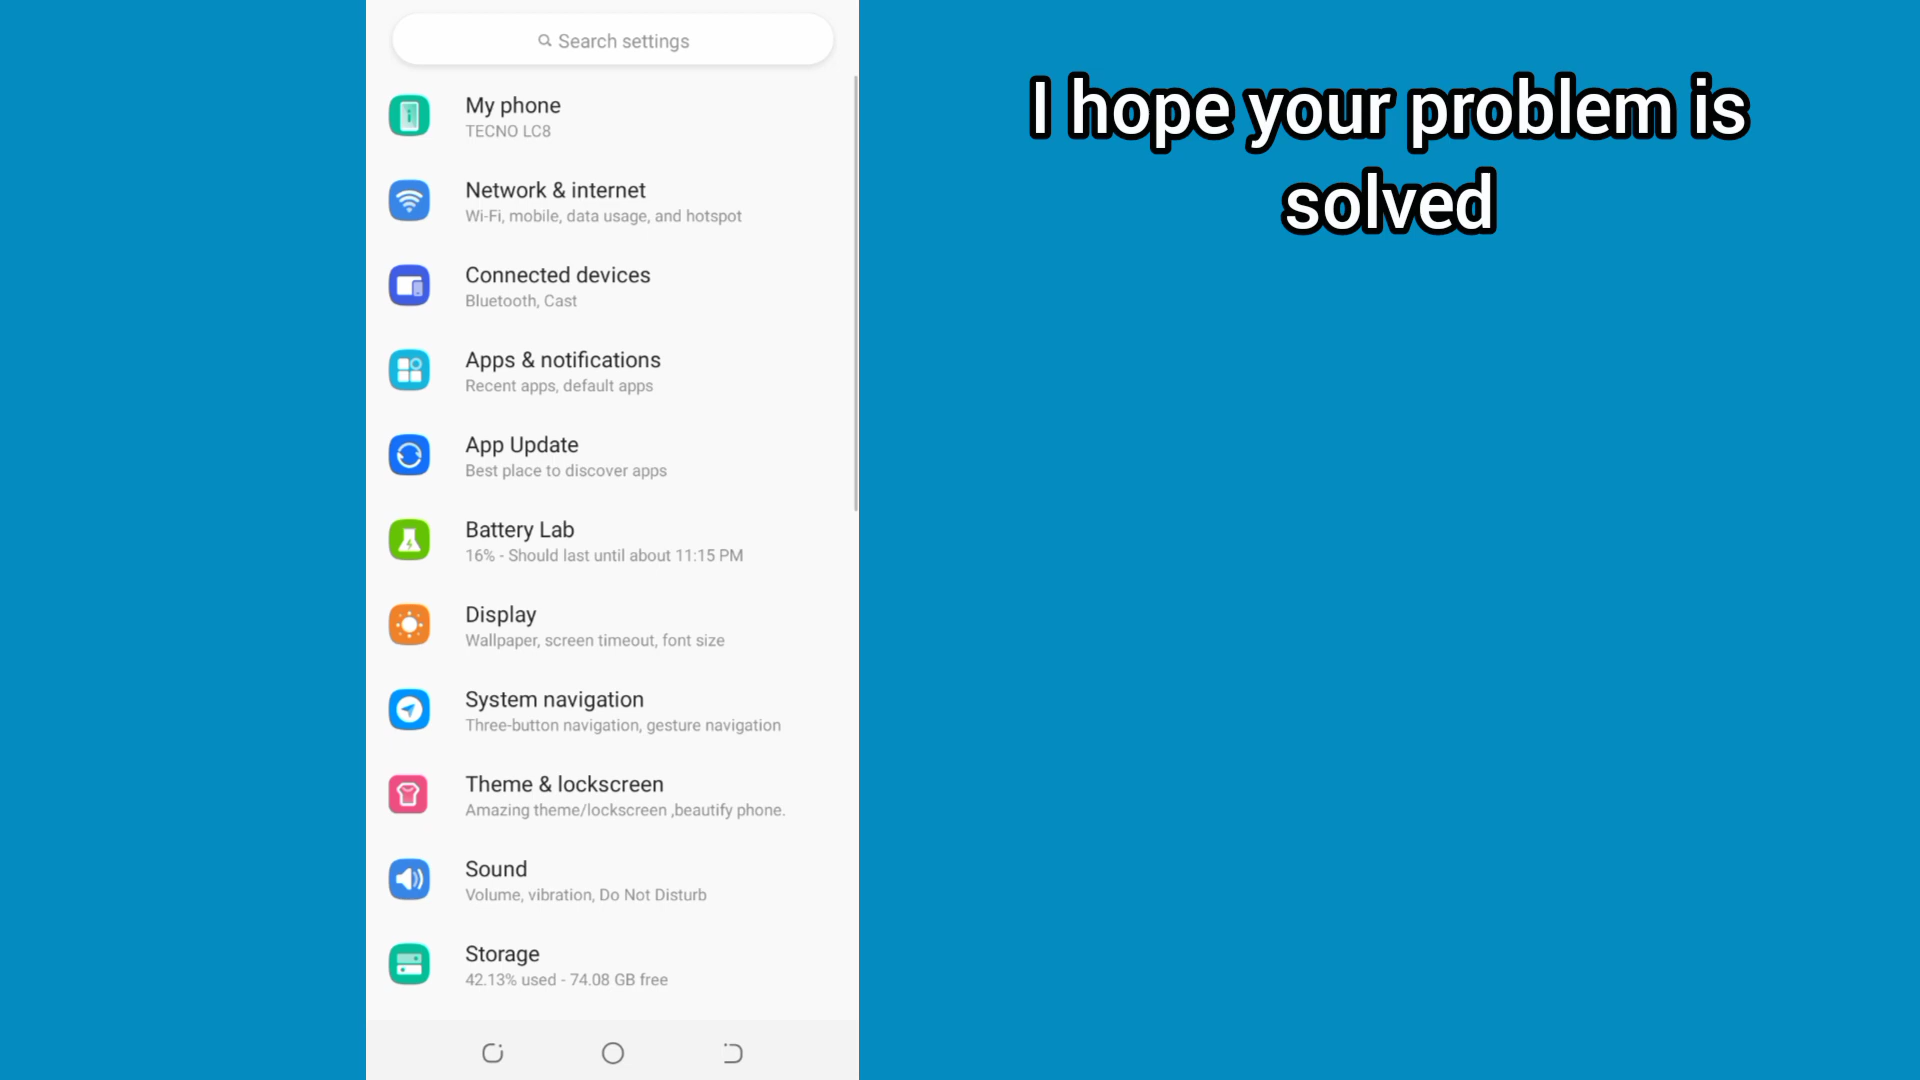 Search settings
My phone
TECNO LC8
Network & internet
Wi-Fi, mobile, data usage, and hotspot
Connected devices
Bluetooth, Cast
Apps & notifications
Recent apps, default apps
App Update
Best place to discover apps
Battery Lab
16% - Should last until about 11:15 PM
Display
Wallpaper, screen timeout, font size
System navigation
Three-button navigation, gesture navigation
Theme & lockscreen
Amazing theme/lockscreen ,beautify phone.
Sound
Volume, vibration, Do Not Disturb
Storage
42.13% used - 74.08 GB free
I hope your problem is
solved